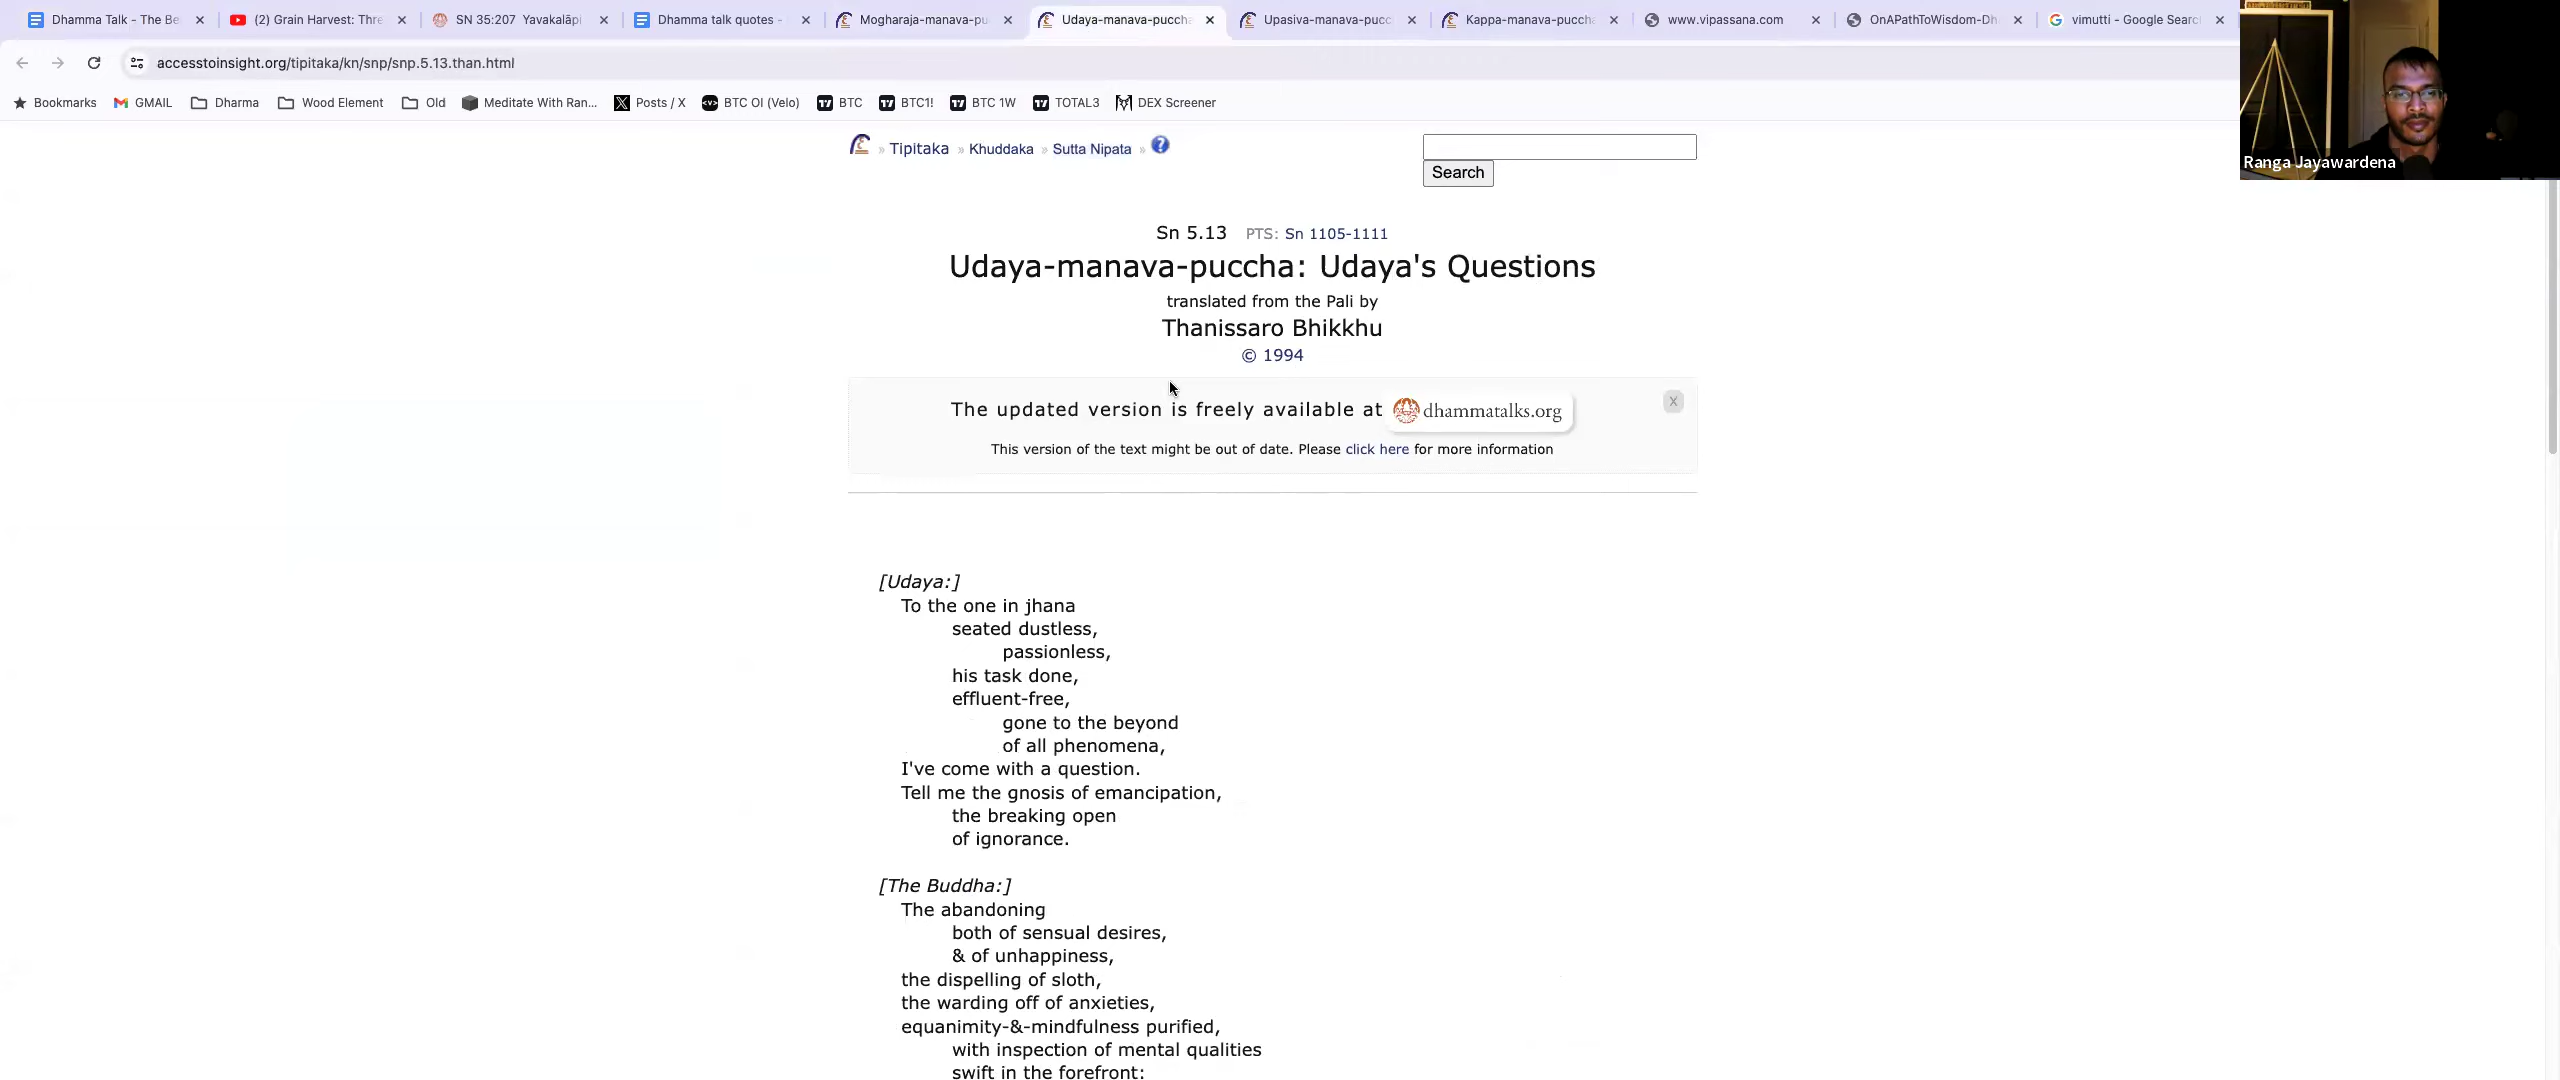 Dhamma Talk - The Be
(2) Grain Harvest: Thre
SN 35:207 Yavakalāpi
Dhamma talk quotes -
Mogharaja-manava-pu
Udaya-manava-puccha
Upasiva-manava-pucc
Kappa-manava-puccha
www.vipassana.com
OnAPathToWisdom-Dh
vimutti - Google Searc
accesstoinsight.org/tipitaka/kn/snp/snp.5.13.than.html
Bookmarks
GMAIL
Dharma
Wood Element
Old
Meditate With Ran...
Posts / X
BTC OI (Velo)
BTC
BTC1!
BTC 1W
TOTAL3
DEX Screener
Ranga Jayawardena
» Tipitaka » Khuddaka » Sutta Nipata »
Search
Sn 5.13 PTS: Sn 1105-1111
Udaya-manava-puccha: Udaya's Questions
translated from the Pali by
Thanissaro Bhikkhu
© 1994
The updated version is freely available at dhammatalks.org
X
This version of the text might be out of date. Please click here for more information
[Udaya:]
To the one in jhana
seated dustless,
passionless,
his task done,
effluent-free,
gone to the beyond
of all phenomena,
I've come with a question.
Tell me the gnosis of emancipation,
the breaking open
of ignorance.
[The Buddha:]
The abandoning
both of sensual desires,
& of unhappiness,
the dispelling of sloth,
the warding off of anxieties,
equanimity-&-mindfulness purified,
with inspection of mental qualities
swift in the forefront: